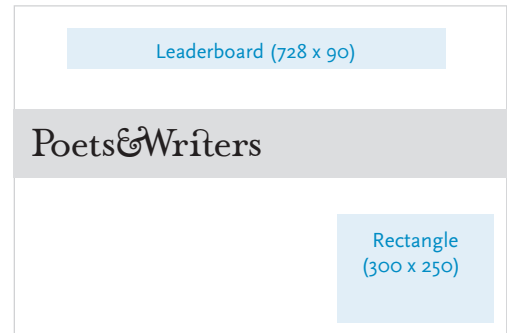 Leaderboard (728 x 90)
Poets&Writers
Rectangle
(300 x 250)